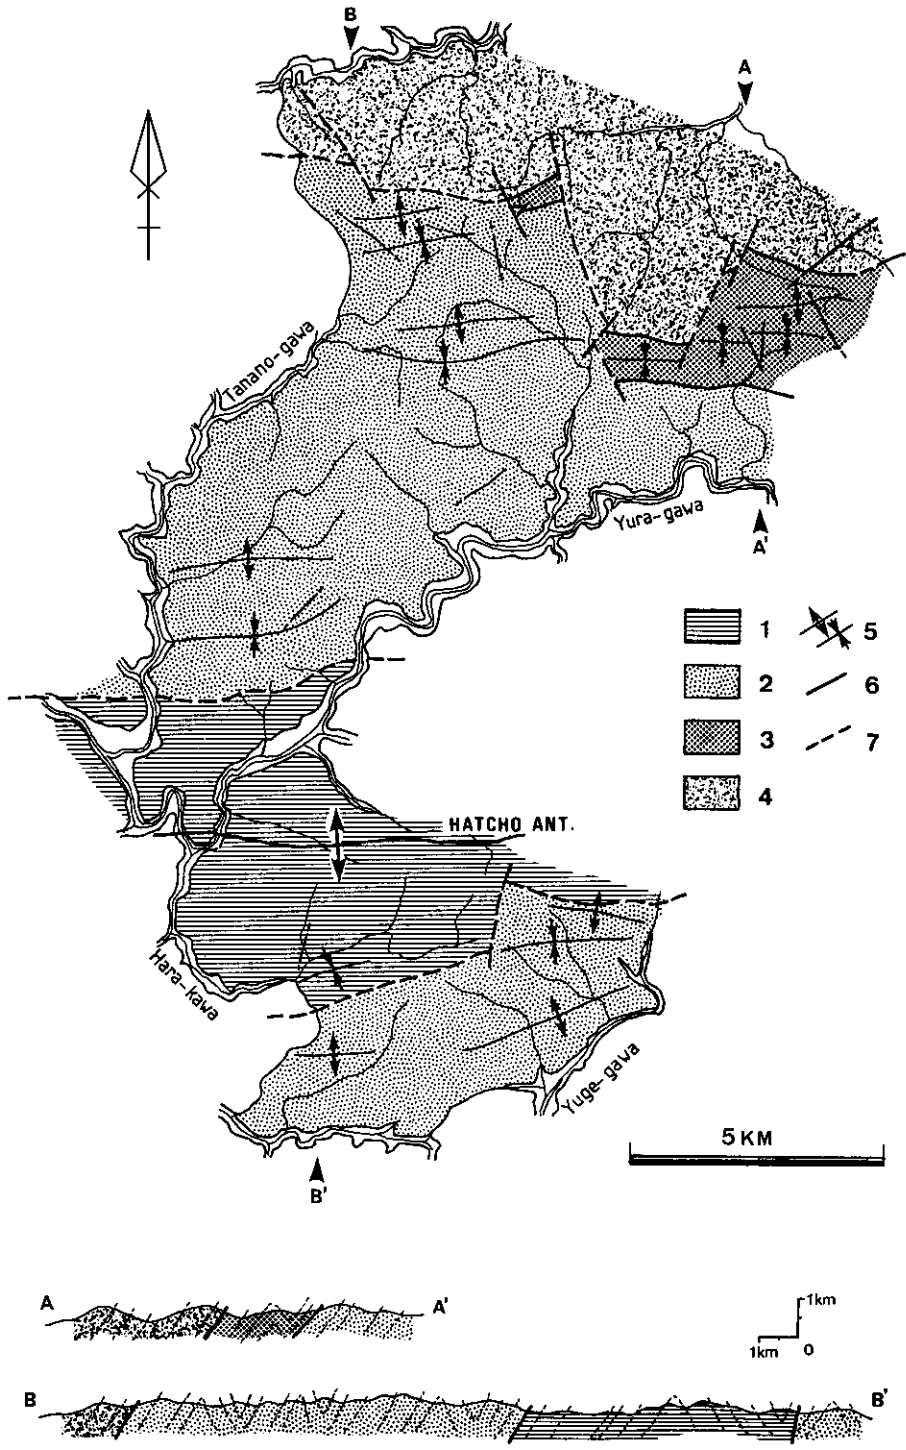 B
A
Tanano-gawa
Yura-gawa
A'
1
5
2
6
3
7
4
HATCHO ANT.
Hara-kawa
Yuge-gawa
5 KM
B'
A
A'
1km
1km
0
B
B'